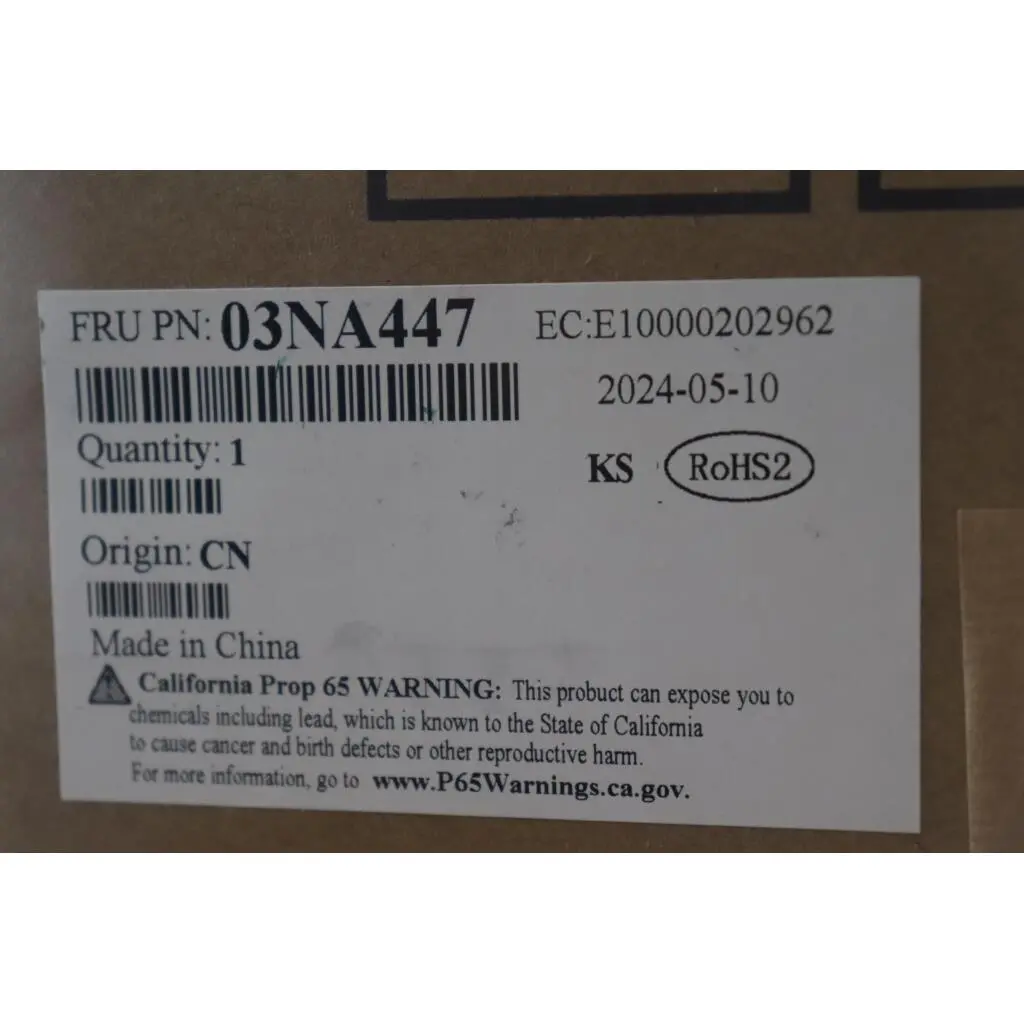 FRU PN: 03NA447
EC:E10000202962
2024-05-10
Quantity: 1
KS RoHS2
Origin: CN
Made in China
California Prop 65 WARNING: This product can expose you to
chemicals including lead, which is known to the State of California
to cause cancer and birth defects or other reproductive harm.
For more information, go to www.P65Warnings.ca.gov.